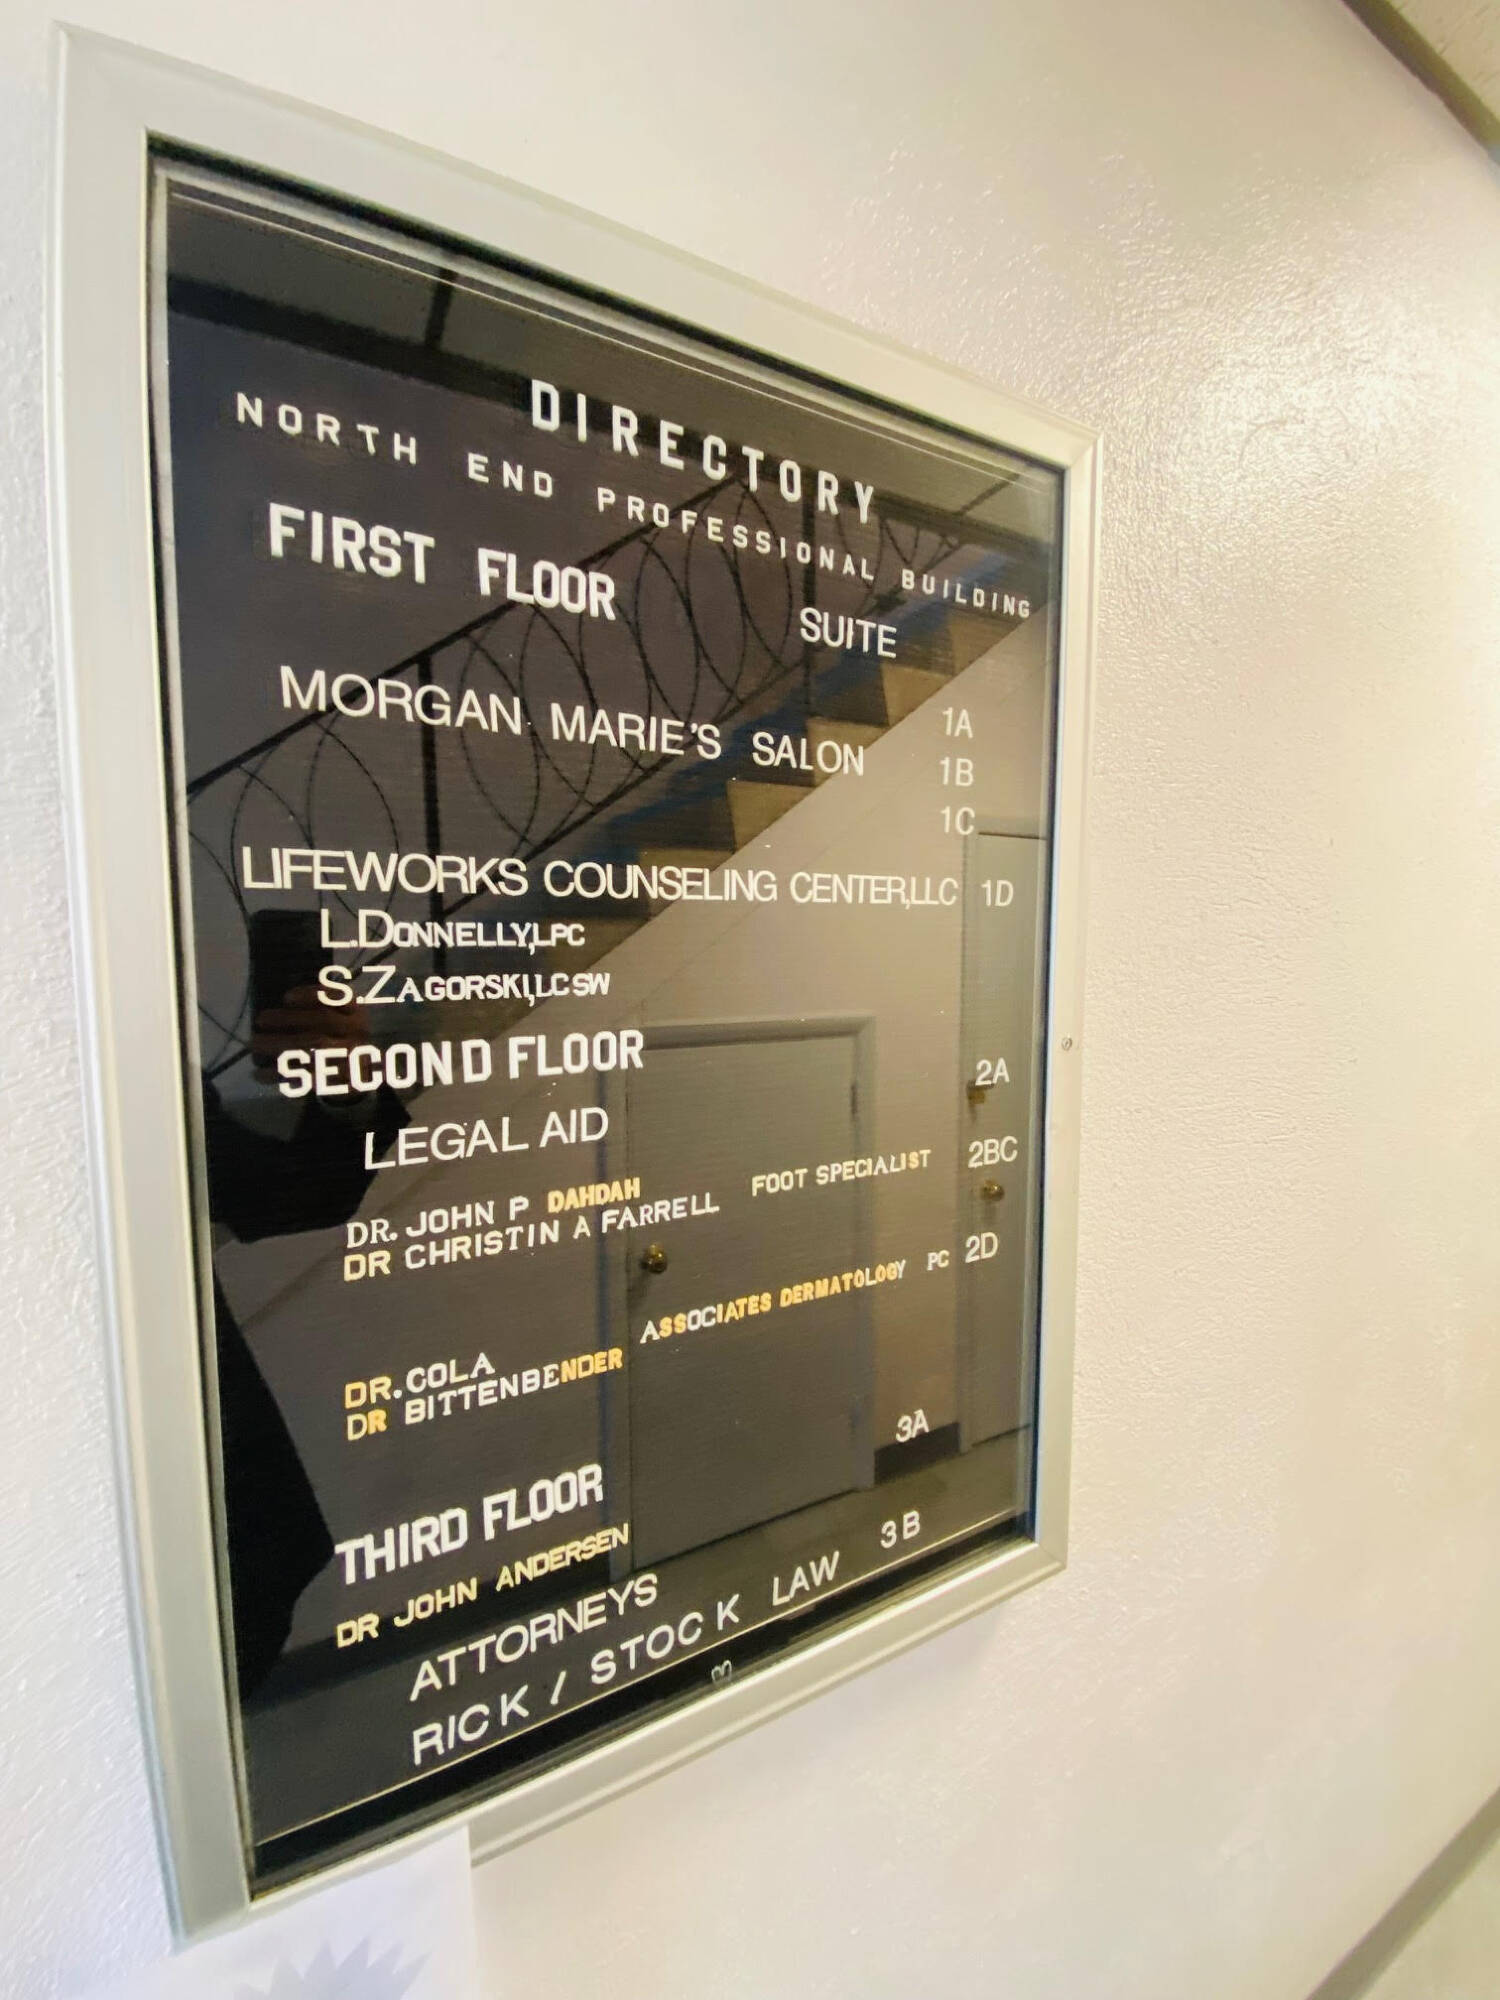 DIRECTORY
NORTH END PROFESSIONAL BUILDING
FIRST FLOOR
SUITE
1A
MORGAN MARIE'S SALON 1B
1C
LIFEWORKS COUNSELING CENTER,LLC 1D
L.DONNELLY,LPC
S.ZAGORSKI,LCSW
SECOND FLOOR
LEGAL AID 2A
DR. JOHN P DAHDAH FOOT SPECIALIST 2BC
DR CHRISTIN A FARRELL
ASSOCIATES DERMATOLOGY PC 2D
DR.COLA
DR BITTENBENDER
THIRD FLOOR
DR JOHN ANDERSEN 3A
ATTORNEYS
RICK / STOCK LAW 3B